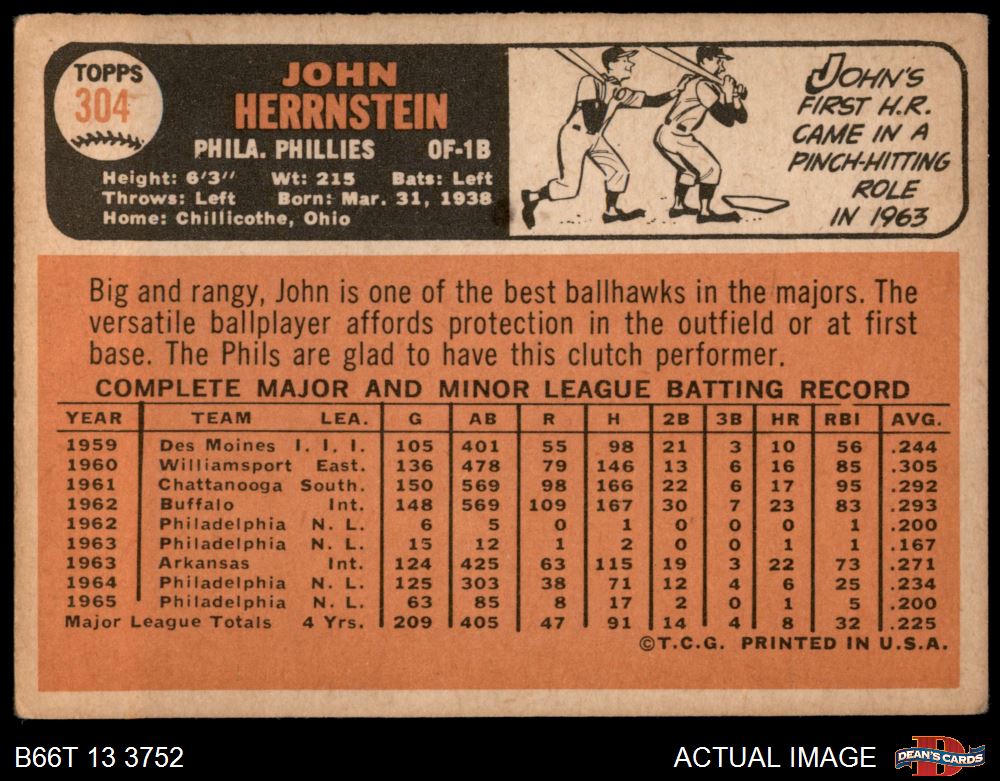 TOPPS
304
JOHN
HERRNSTEIN
PHILA. PHILLIES OF-1B
Height: 6'3" Wt: 215 Bats: Left
Throws: Left Born: Mar. 31, 1938
Home: Chillicothe, Ohio
JOHN'S
FIRST H.R.
CAME IN A
PINCH-HITTING
ROLE
IN 1963
Big and rangy, John is one of the best ballhawks in the majors. The
versatile ballplayer affords protection in the outfield or at first
base. The Phils are glad to have this clutch performer.
COMPLETE MAJOR AND MINOR LEAGUE BATTING RECORD
YEAR TEAM LEA. G AB R H 2B 3B HR RBI AVG.
1959 Des Moines I. I. I. 105 401 55 98 21 3 10 56 .244
1960 Williamsport East. 136 478 79 146 13 6 16 85 .305
1961 Chattanooga South. 150 569 98 166 22 6 17 95 .292
1962 Buffalo Int. 148 569 109 167 30 7 23 83 .293
1962 Philadelphia N. L. 6 5 0 1 0 0 0 1 .200
1963 Philadelphia N. L. 15 12 1 2 0 0 1 1 .167
1963 Arkansas Int. 124 425 63 115 19 3 22 73 .271
1964 Philadelphia N. L. 125 303 38 71 12 4 6 25 .234
1965 Philadelphia N. L. 63 85 8 17 2 0 1 5 .200
Major League Totals 4 Yrs. 209 405 47 91 14 4 8 32 .225
©T.C.G. PRINTED IN U.S.A.
B66T 13 3752
ACTUAL IMAGE
D
DEAN'S CARDS